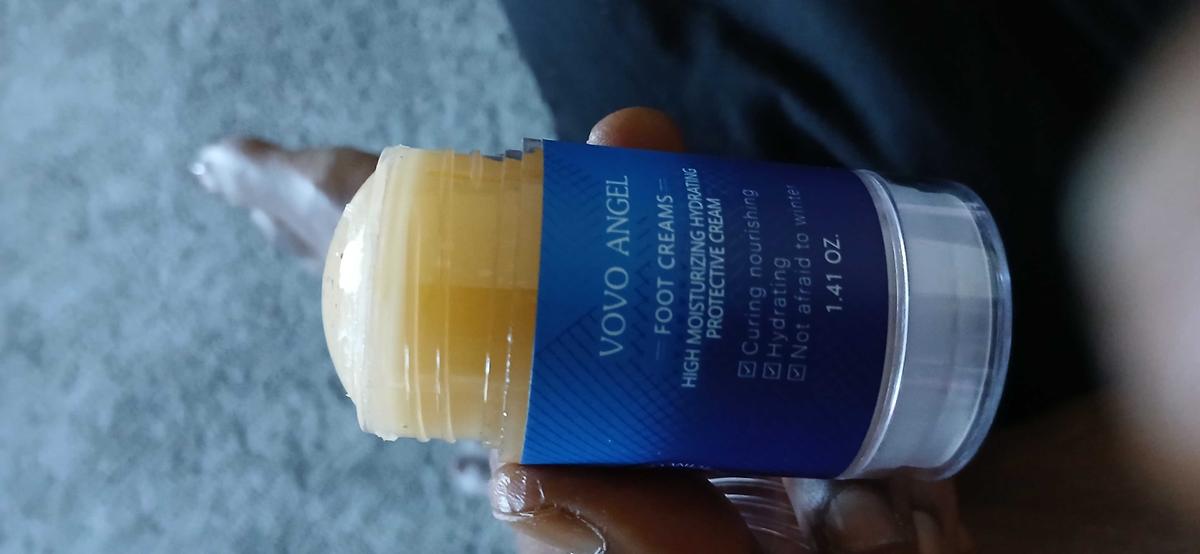 VOVO ANGEL
FOOT CREAMS
HIGH MOISTURIZING HYDRATING
PROTECTIVE CREAM
Curing nourishing
Hydrating
Not afraid to winter
1.41 OZ.